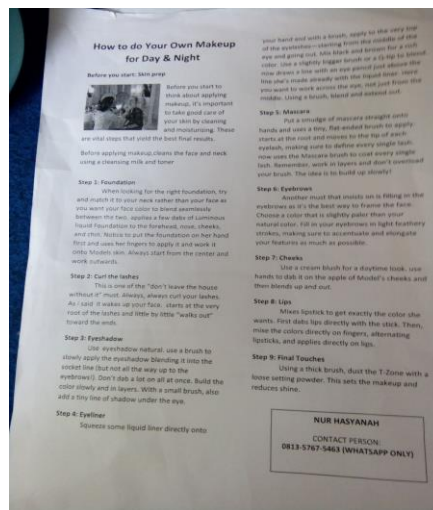 How to do Your Own Makeup
for Day & Night
Before you start: Skin prep
Before you start to
think about applying
makeup, it's important
to take good care of
your skin by cleaning
and moisturizing. These
are vital steps that yield the best final results.
Before applying makeup,cleans the face and neck
using a cleansing milk and toner
Step 1: Foundation
When looking for the right foundation, try
and match it to your neck rather than your face as
you want your face color to blend seamlessly
between the two. applies a few dabs of Luminous
liquid Foundation to the forehead, nose, cheeks,
and chin. Notice to put the foundation on her hand
first and uses her fingers to apply it and work it
onto Models skin. Always start from the center and
work outwards.
Step 2: Curl the lashes
This is one of the "don't leave the house
without it" must. Always, always curl your lashes.
As i said it wakes up your face. starts at the very
root of the lashes and little by little "walks out"
toward the ends.
Step 3: Eyeshadow
Use eyeshadow natural. use a brush to
slowly apply the eyeshadow blending it into the
socket line (but not all the way up to the
eyebrows!). Don't dab a lot on all at once. Build the
color slowly and in layers. With a small brush, also
add a tiny line of shadow under the eye.
Step 4: Eyeliner
Squeeze some liquid liner directly onto
your hand and with a brush, apply to the very top
of the eyelashes—starting from the middle of the
eye and going out. Mix black and brown for a rich
color. Use a slightly bigger brush or a Q-tip to blend
now draws a line with an eye pencil just above the
line she's made already with the liquid liner. Here
you want to work across the eye, not just from the
middle. Using a brush, blend and extend out.
Step 5: Mascara
Put a smudge of mascara straight onto
hands and uses a tiny, flat-ended brush to apply.
starts at the root and moves to the tip of each
eyelash, making sure to define every single lash.
now uses the Mascara brush to coat every single
lash. Remember, work in layers and don't overload
your brush. The idea is to build up slowly!
Step 6: Eyebrows
Another must that insists on is filling in the
eyebrows as it's the best way to frame the face.
Choose a color that is slightly paler than your
natural color. Fill in your eyebrows in light feathery
strokes, making sure to accentuate and elongate
your features as much as possible.
Step 7: Cheeks
Use a cream blush for a daytime look. use
hands to dab it on the apple of Model's cheeks and
then blends up and out.
Step 8: Lips
Mixes lipstick to get exactly the color she
wants. First dabs lips directly with the stick. Then,
mixe the colors directly on fingers, alternating
lipsticks, and applies directly on lips.
Step 9: Final Touches
Using a thick brush, dust the T-Zone with a
loose setting powder. This sets the makeup and
reduces shine.
NUR HASYANAH
CONTACT PERSON:
0813-5767-5463 (WHATSAPP ONLY)